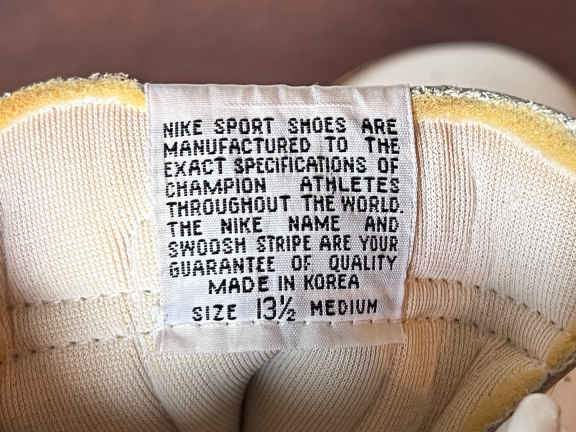 NIKE SPORT SHOES ARE
MANUFACTURED TO THE
EXACT SPECIFICATIONS OF
CHAMPION ATHLETES
THROUGHOUT THE WORLD.
THE NIKE NAME AND
SWOOSH STRIPE ARE YOUR
GUARANTEE OF QUALITY
MADE IN KOREA
SIZE 13½ MEDIUM